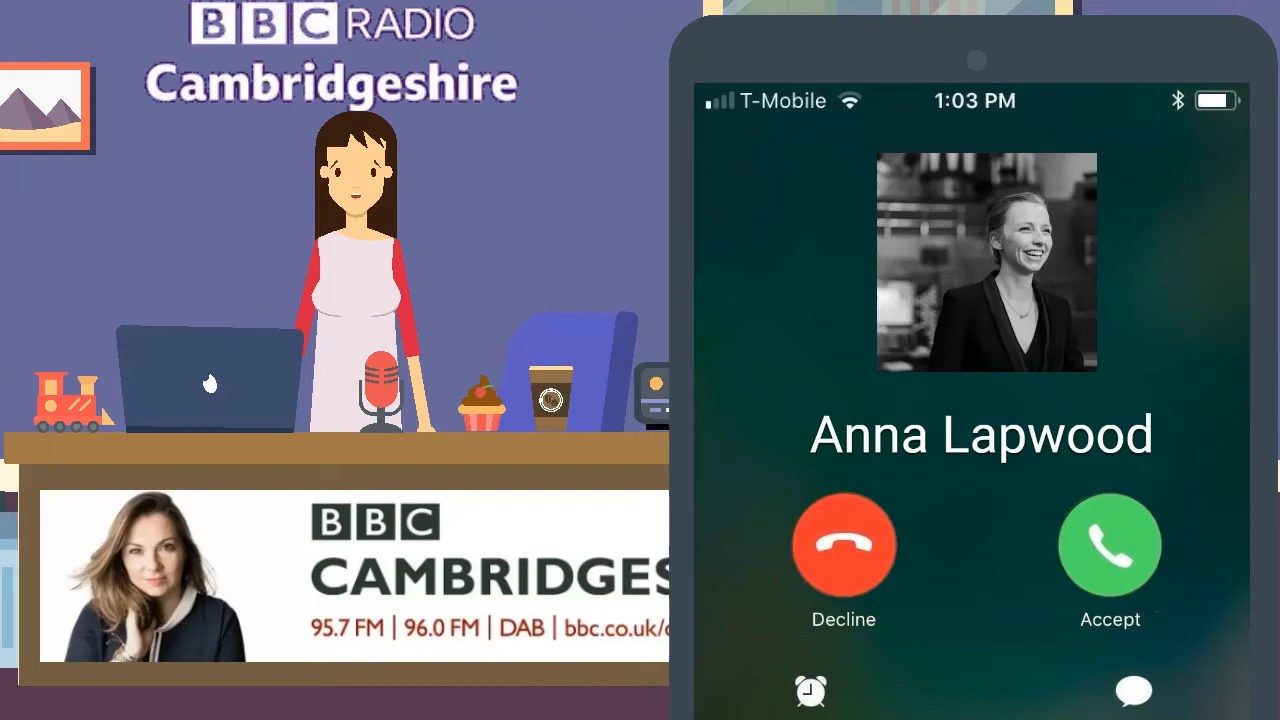 BBC RADIO
Cambridgeshire
BBC
CAMBRIDGES
95.7 FM | 96.0 FM | DAB | bbc.co.uk/c
T-Mobile
1:03 PM
Anna Lapwood
Decline
Accept